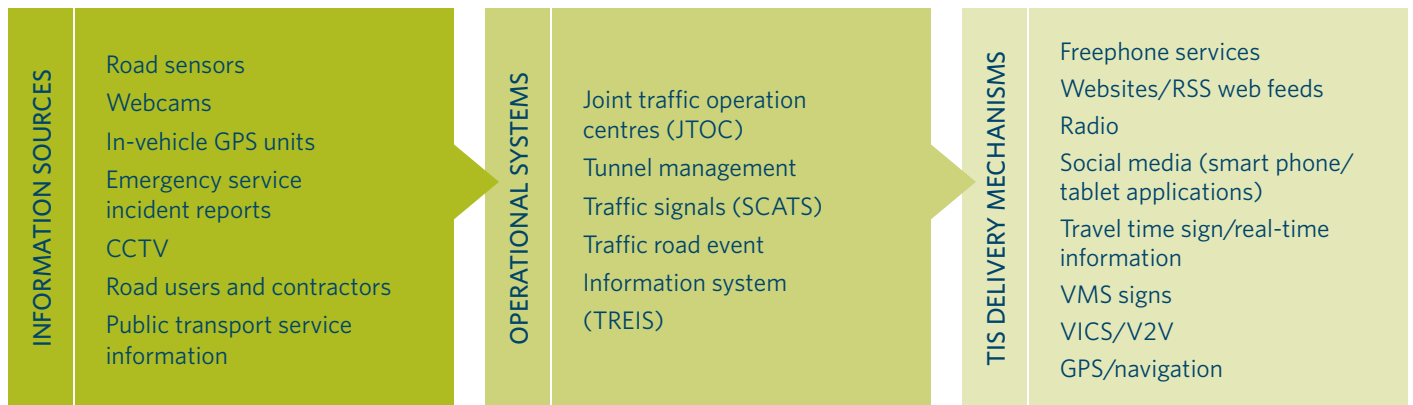 INFORMATION SOURCES
Road sensors
Webcams
In-vehicle GPS units
Emergency service
incident reports
CCTV
Road users and contractors
Public transport service
information
OPERATIONAL SYSTEMS
Joint traffic operation
centres (JTOC)
Tunnel management
Traffic signals (SCATS)
Traffic road event
Information system
(TREIS)
TIS DELIVERY MECHANISMS
Freephone services
Websites/RSS web feeds
Radio
Social media (smart phone/
tablet applications)
Travel time sign/real-time
information
VMS signs
VICS/V2V
GPS/navigation